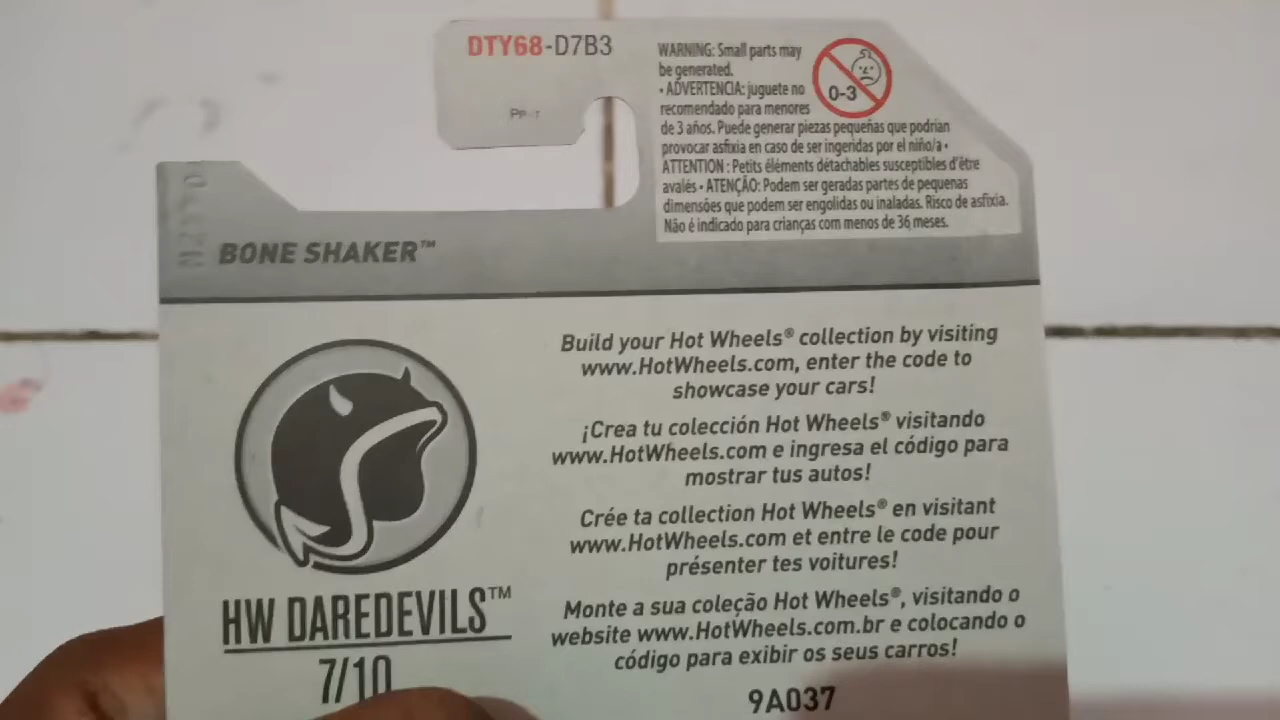 DTY68-D7B3
WARNING: Small parts may
be generated.
• ADVERTENCIA: juguete no
recomendado para menores
de 3 años. Puede generar piezas pequeñas que podrían
provocar asfixia en caso de ser ingeridas por el niño/a •
ATTENTION : Petits éléments détachables susceptibles d'être
avalés • ATENÇÃO: Podem ser geradas partes de pequenas
dimensões que podem ser engolidas ou inaladas. Risco de asfixia.
Não é indicado para crianças com menos de 36 meses.
0-3
BONE SHAKER™
Build your Hot Wheels® collection by visiting
www.HotWheels.com, enter the code to
showcase your cars!
¡Crea tu colección Hot Wheels® visitando
www.HotWheels.com e ingresa el código para
mostrar tus autos!
Crée ta collection Hot Wheels® en visitant
www.HotWheels.com et entre le code pour
présenter tes voitures!
Monte a sua coleção Hot Wheels®, visitando o
website www.HotWheels.com.br e colocando o
código para exibir os seus carros!
9A037
HW DAREDEVILS™
7/10